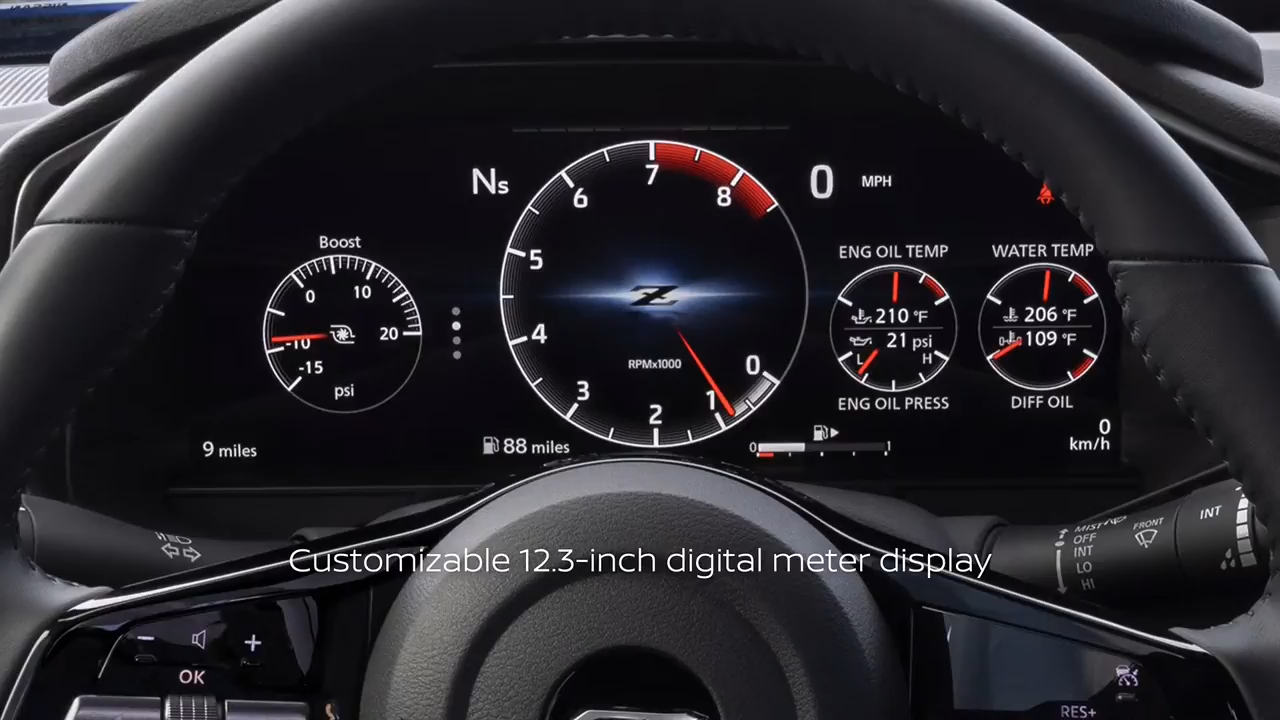 Ns
7
8
6
5
4
3
2
1
0
RPMx1000
0 MPH
Boost
0
10
20
-10
-15
psi
ENG OIL TEMP
210 °F
21 psi
L
H
ENG OIL PRESS
WATER TEMP
206 °F
109 °F
DIFF OIL
9 miles
88 miles
0
1
0
km/h
Customizable 12.3-inch digital meter display
MIST
OFF
INT
LO
HI
FRONT
INT
OK
RES+